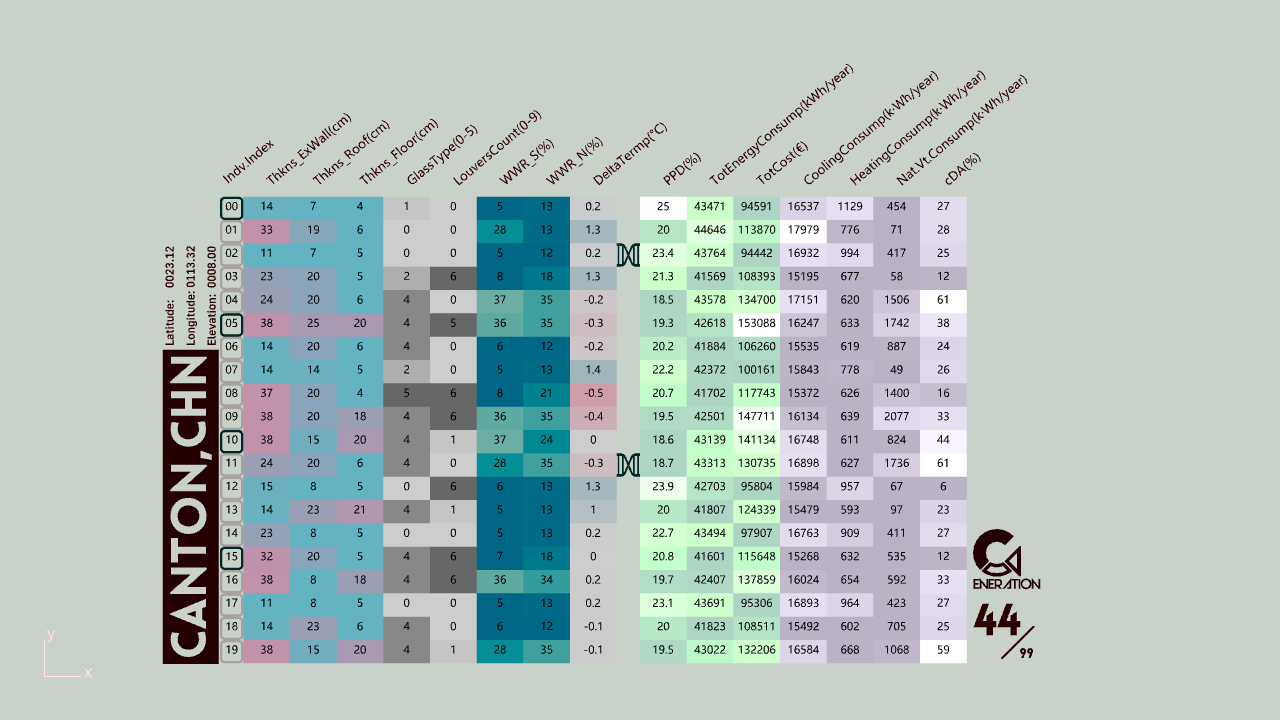 Indv.Index Thkns_ExWall(cm) Thkns_Roof(cm) Thkns_Floor(cm) GlassType(0-5) LouversCount(0-9) WWR_S(%) WWR_N(%) DeltaTermp(°C) PPD(%) TotEnergyConsump(kWh/year) TotCost(€) CoolingConsump(k·Wh/year) HeatingConsump(k·Wh/year) Nat.Vt.Consump(k·Wh/year) cDA(%)
00 14 7 4 1 0 5 13 0.2 25 43471 94591 16537 1129 454 27
01 33 19 6 0 0 28 13 1.3 20 44646 113870 17979 776 71 28
02 11 7 5 0 0 5 12 0.2 23.4 43764 94442 16932 994 417 25
03 23 20 5 2 6 8 18 1.3 21.3 41569 108393 15195 677 58 12
04 24 20 6 4 0 37 35 -0.2 18.5 43578 134700 17151 620 1506 61
05 38 25 20 4 5 36 35 -0.3 19.3 42618 153088 16247 633 1742 38
06 14 20 6 4 0 6 12 -0.2 20.2 41884 106260 15535 619 887 24
07 14 14 5 2 0 5 13 1.4 22.2 42372 100161 15843 778 49 26
08 37 20 4 5 6 8 21 -0.5 20.7 41702 117743 15372 626 1400 16
09 38 20 18 4 6 36 35 -0.4 19.5 42501 147711 16134 639 2077 33
10 38 15 20 4 1 37 24 0 18.6 43139 141134 16748 611 824 44
11 24 20 6 4 0 28 35 -0.3 18.7 43313 130735 16898 627 1736 61
12 15 8 5 0 6 6 13 1.3 23.9 42703 95804 15984 957 67 6
13 14 23 21 4 1 5 13 1 20 41807 124339 15479 593 97 23
14 23 8 5 0 0 5 13 0.2 22.7 43494 97907 16763 909 411 27
15 32 20 5 4 6 7 18 0 20.8 41601 115648 15268 632 535 12
16 38 8 18 4 6 36 34 0.2 19.7 42407 137859 16024 654 592 33
17 11 8 5 0 0 5 13 0.2 23.1 43691 95306 16893 964 423 27
18 14 23 6 4 0 6 12 -0.1 20 41823 108511 15492 602 705 25
19 38 15 20 4 1 28 35 -0.1 19.5 43022 132206 16584 668 1068 59
Latitude: 0023.12
Longitude: 0113.32
Elevation: 0008.00
CANTON,CHN
ENERATION
44/99
y
x